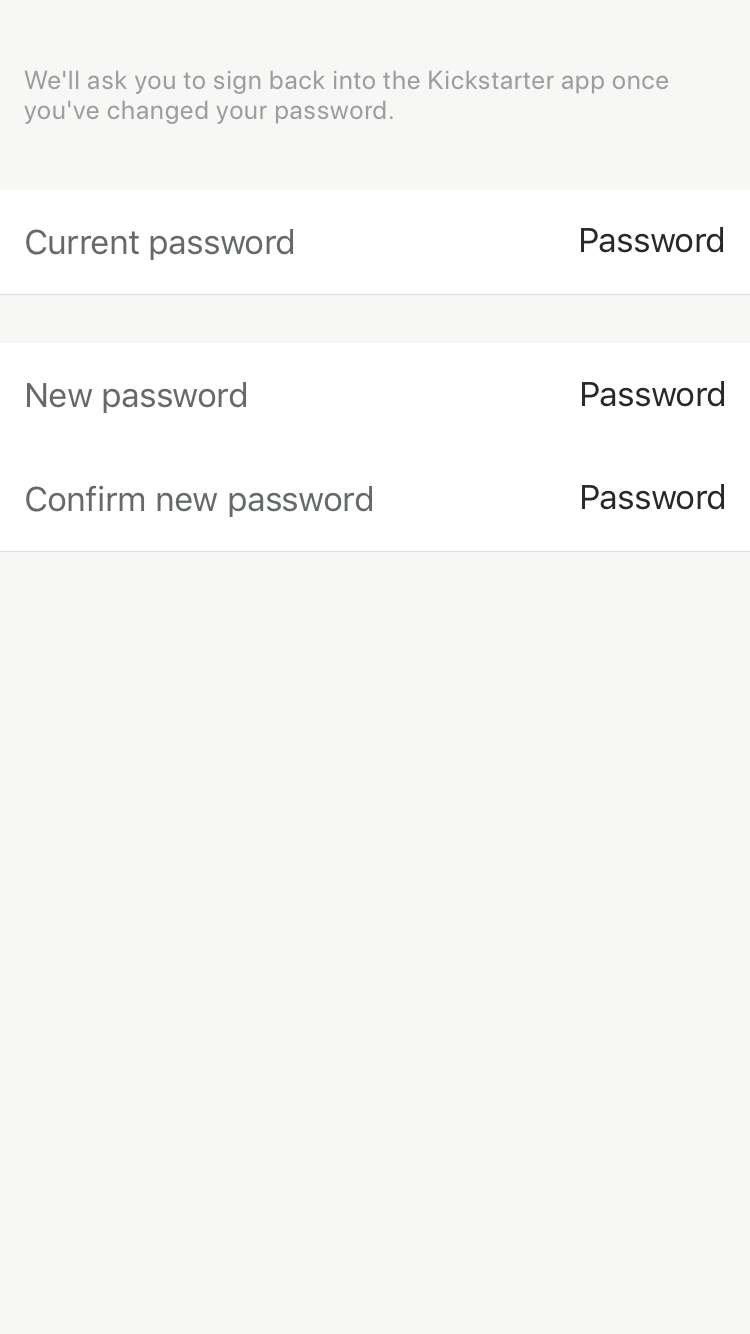 We'll ask you to sign back into the Kickstarter app once
you've changed your password.
Current password Password
New password Password
Confirm new password Password